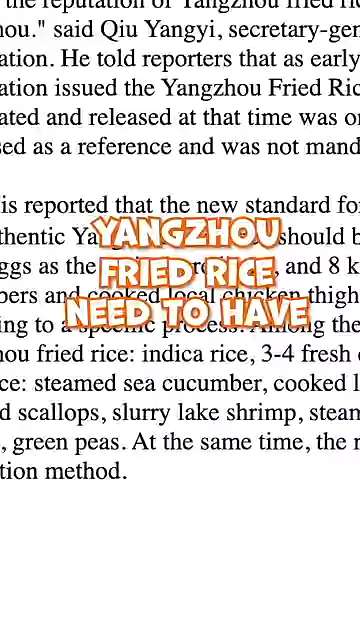 the reputation of Yangzhou fried ric
hou." said Qiu Yangyi, secretary-gen
ation. He told reporters that as early
ation issued the Yangzhou Fried Ric
ated and released at that time was or
sed as a reference and was not mand
is reported that the new standard for
thentic Ya should b
ggs as the and 8 k
bers and cooked local chicken thigh
ing to a specific process. Among the
ou fried rice: indica rice, 3-4 fresh
ce: steamed sea cucumber, cooked l
d scallops, slurry lake shrimp, steam
, green peas. At the same time, the r
tion method.
YANGZHOU
FRIED RICE
NEED TO HAVE